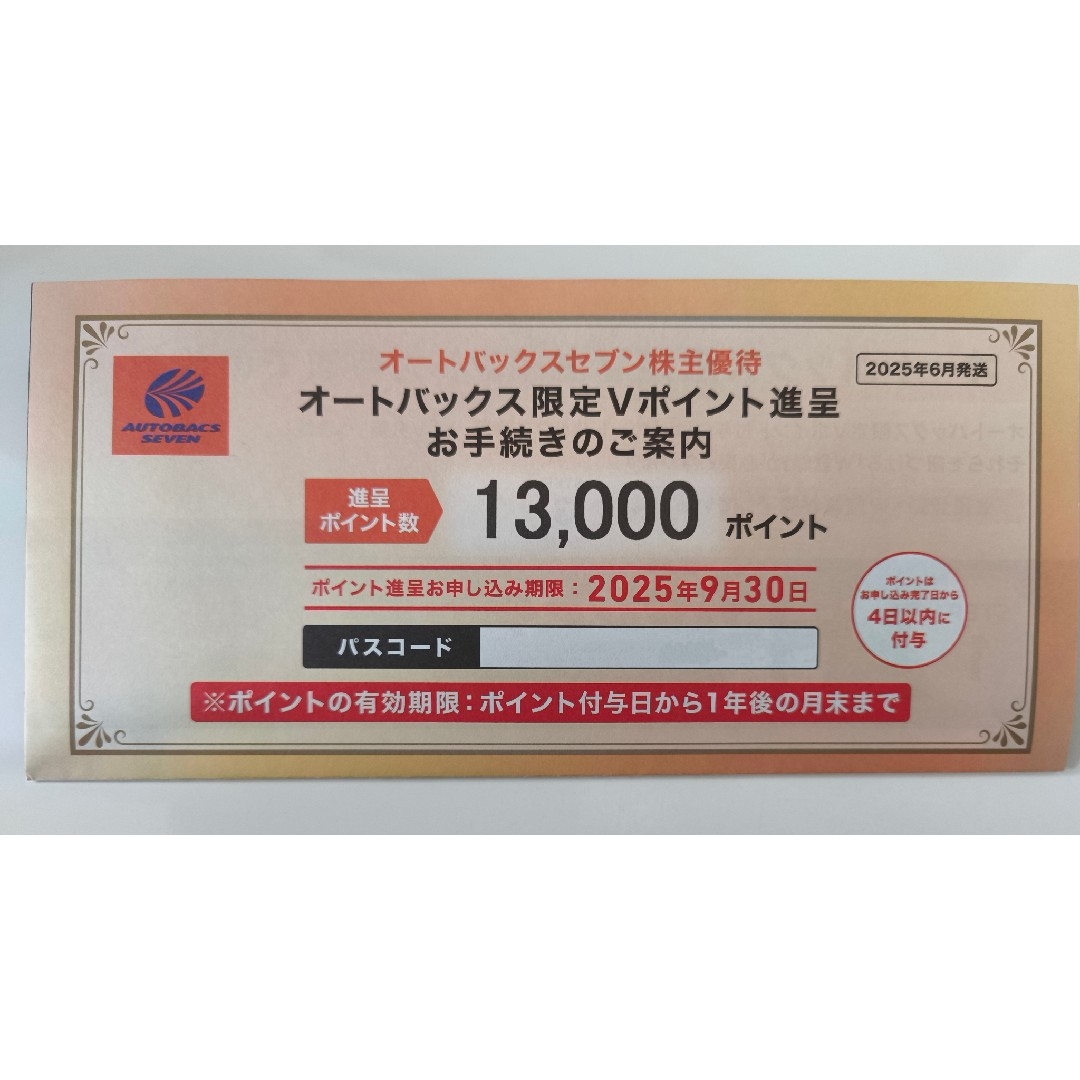 オートバックスセブン株主優待
2025年6月発送
AUTOBACS
SEVEN
オートバックス限定Vポイント進呈
お手続きのご案内
進呈
ポイント数
13,000 ポイント
ポイント進呈お申し込み期限：2025年9月30日
ポイントは
お申し込み完了日から
4日以内に
付与
パスコード
※ポイントの有効期限：ポイント付与日から1年後の月末まで